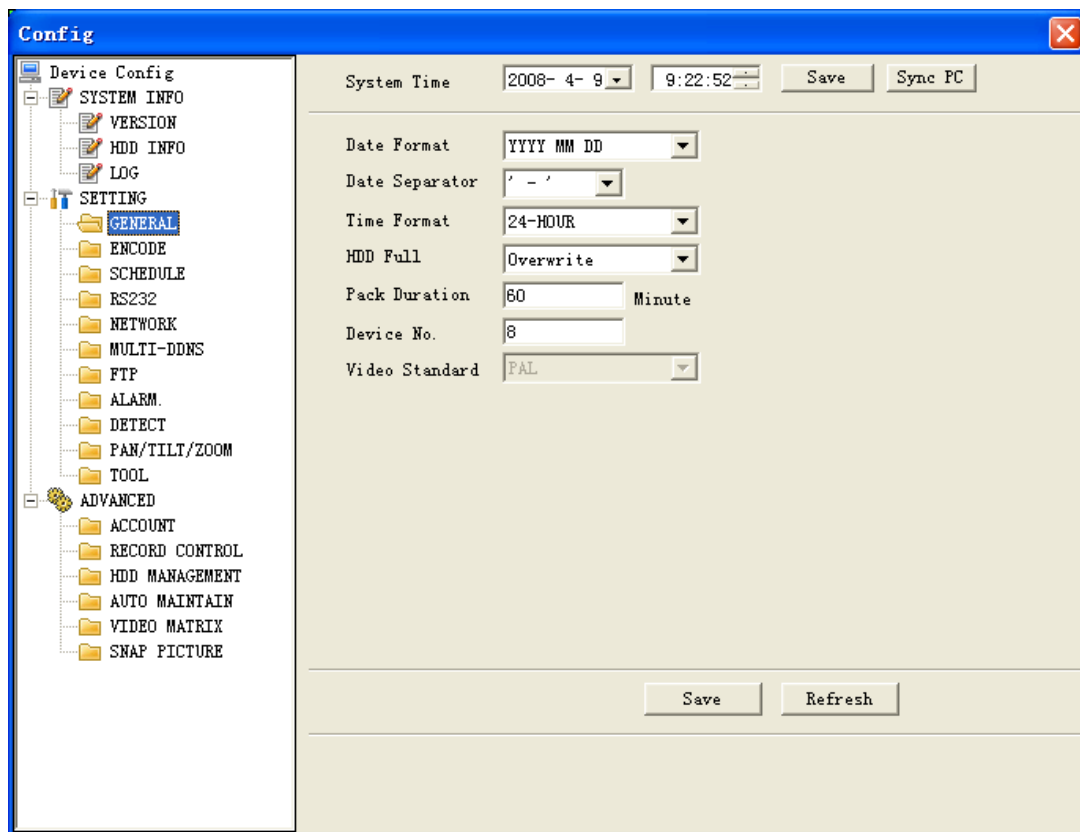 Config
Device Config
SYSTEM INFO
VERSION
HDD INFO
LOG
SETTING
GENERAL
ENCODE
SCHEDULE
RS232
NETWORK
MULTI-DDNS
FTP
ALARM.
DETECT
PAN/TILT/ZOOM
TOOL
ADVANCED
ACCOUNT
RECORD CONTROL
HDD MANAGEMENT
AUTO MAINTAIN
VIDEO MATRIX
SNAP PICTURE
System Time 2008- 4- 9 9:22:52 Save Sync PC
Date Format YYYY MM DD
Date Separator ' - '
Time Format 24-HOUR
HDD Full Overwrite
Pack Duration 60 Minute
Device No. 8
Video Standard PAL
Save Refresh